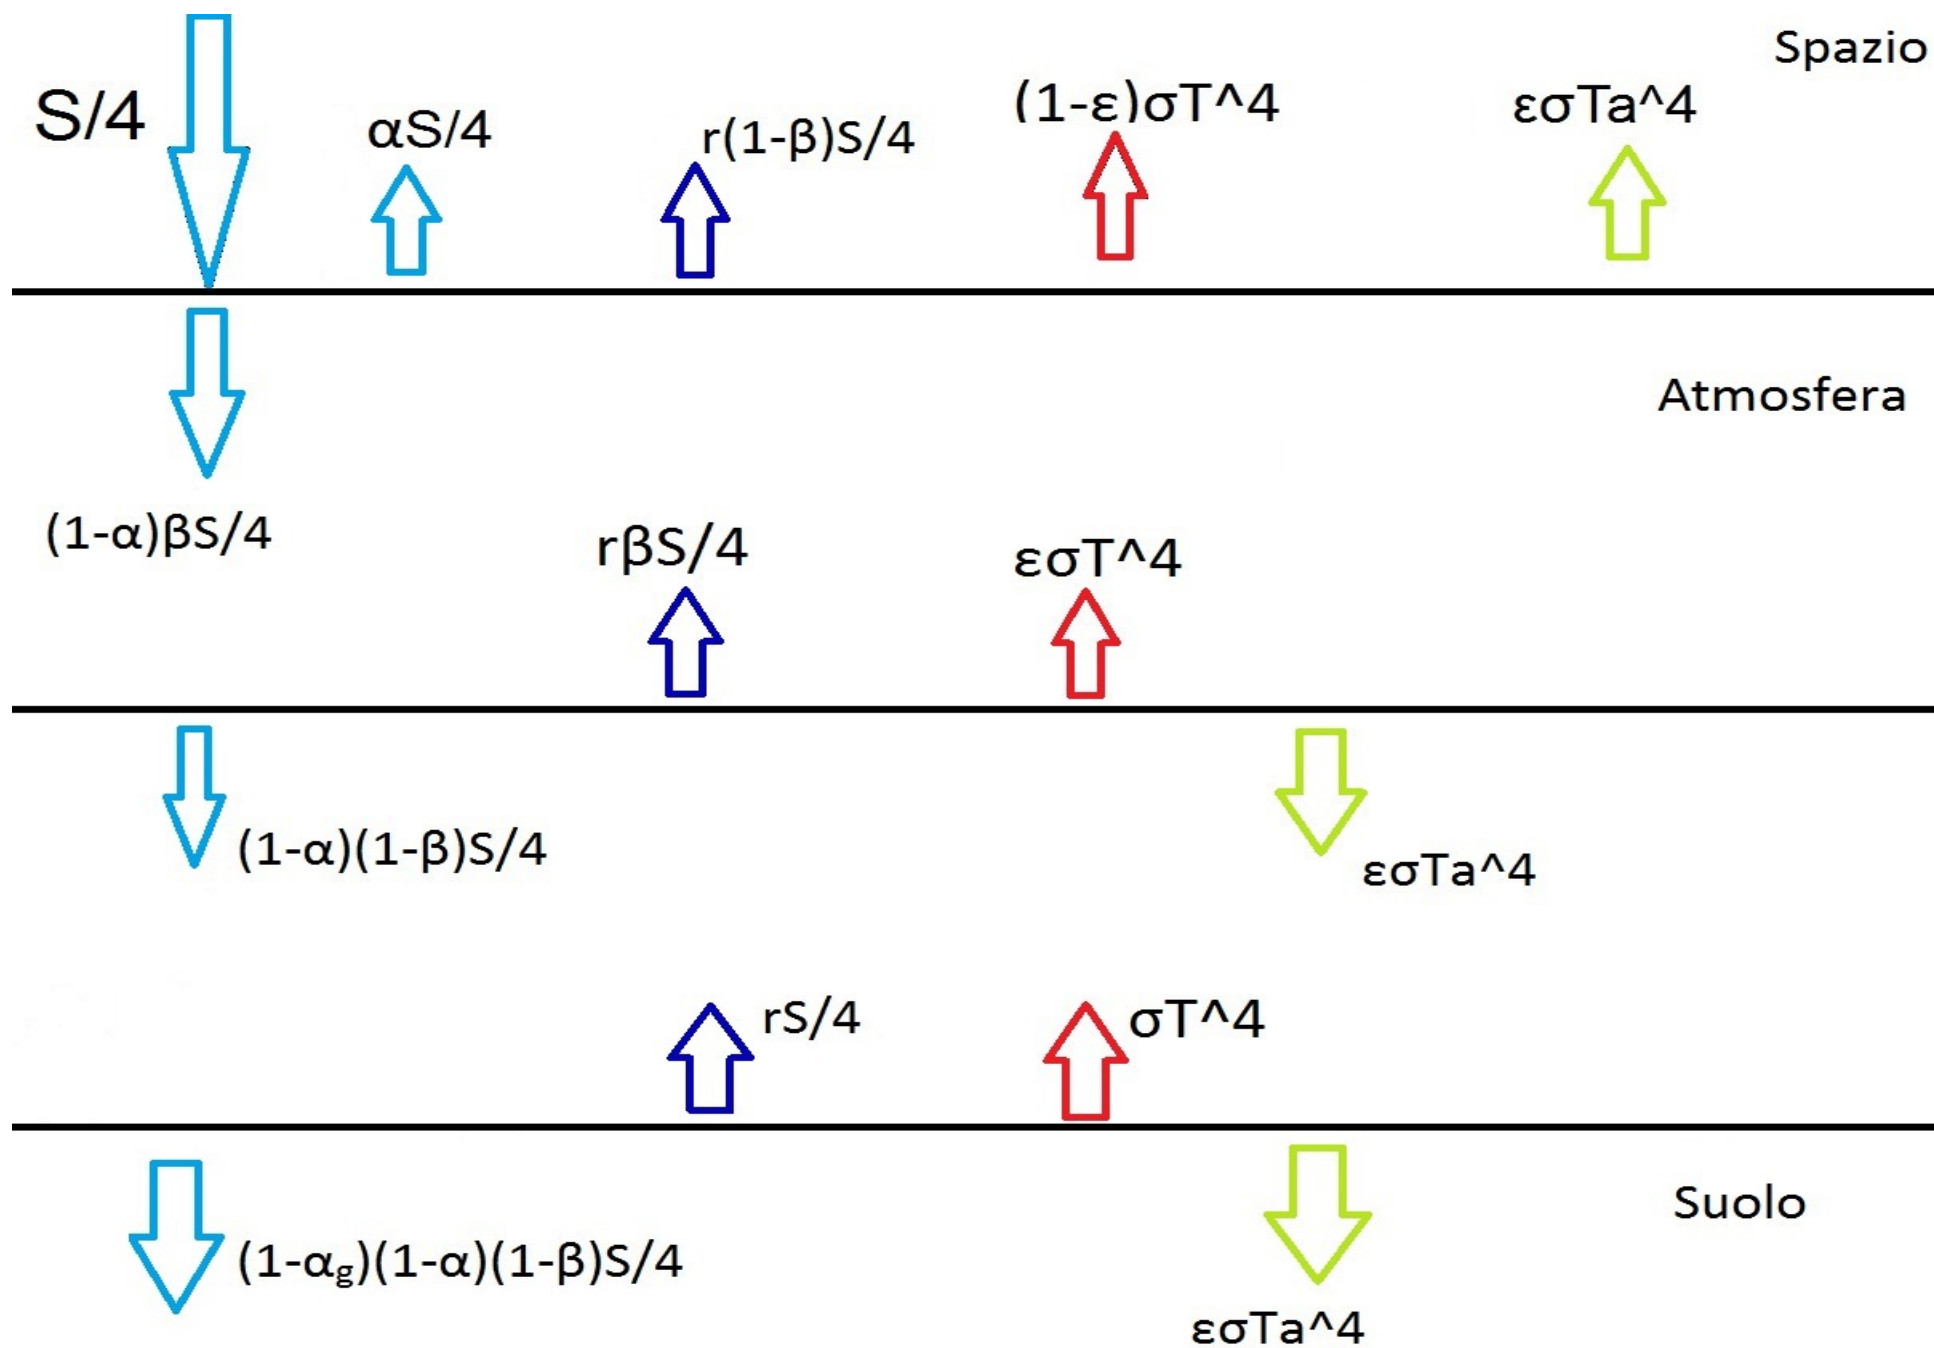 Spazio
S/4
αS/4
r(1-β)S/4
(1-ε)σT^4
εσTa^4
Atmosfera
(1-α)βS/4
rβS/4
εσT^4
(1-α)(1-β)S/4
εσTa^4
rS/4
σT^4
Suolo
(1-αg)(1-α)(1-β)S/4
εσTa^4